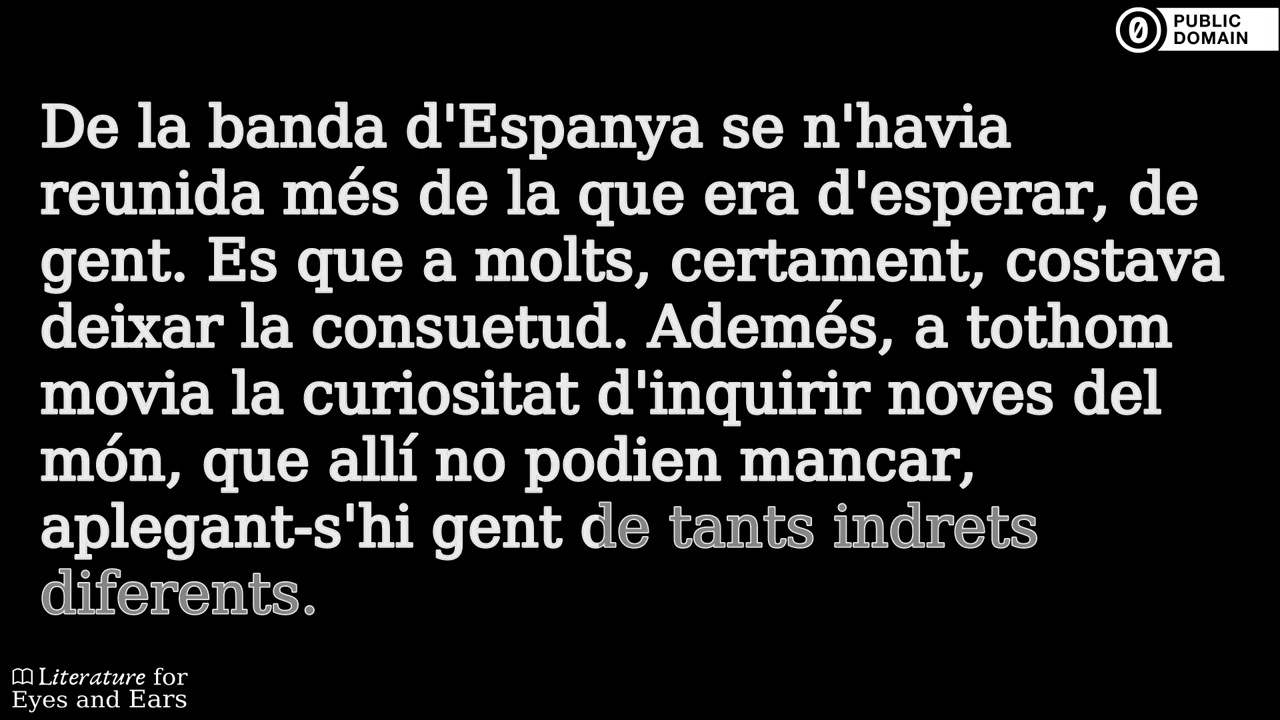 PUBLIC
DOMAIN
De la banda d'Espanya se n'havia
reunida més de la que era d'esperar, de
gent. Es que a molts, certament, costava
deixar la consuetud. Además, a tothom
movia la curiositat d'inquirir noves del
món, que allí no podien mancar,
aplegant-s'hi gent de tants indrets
diferents.
Literature for
Eyes and Ears